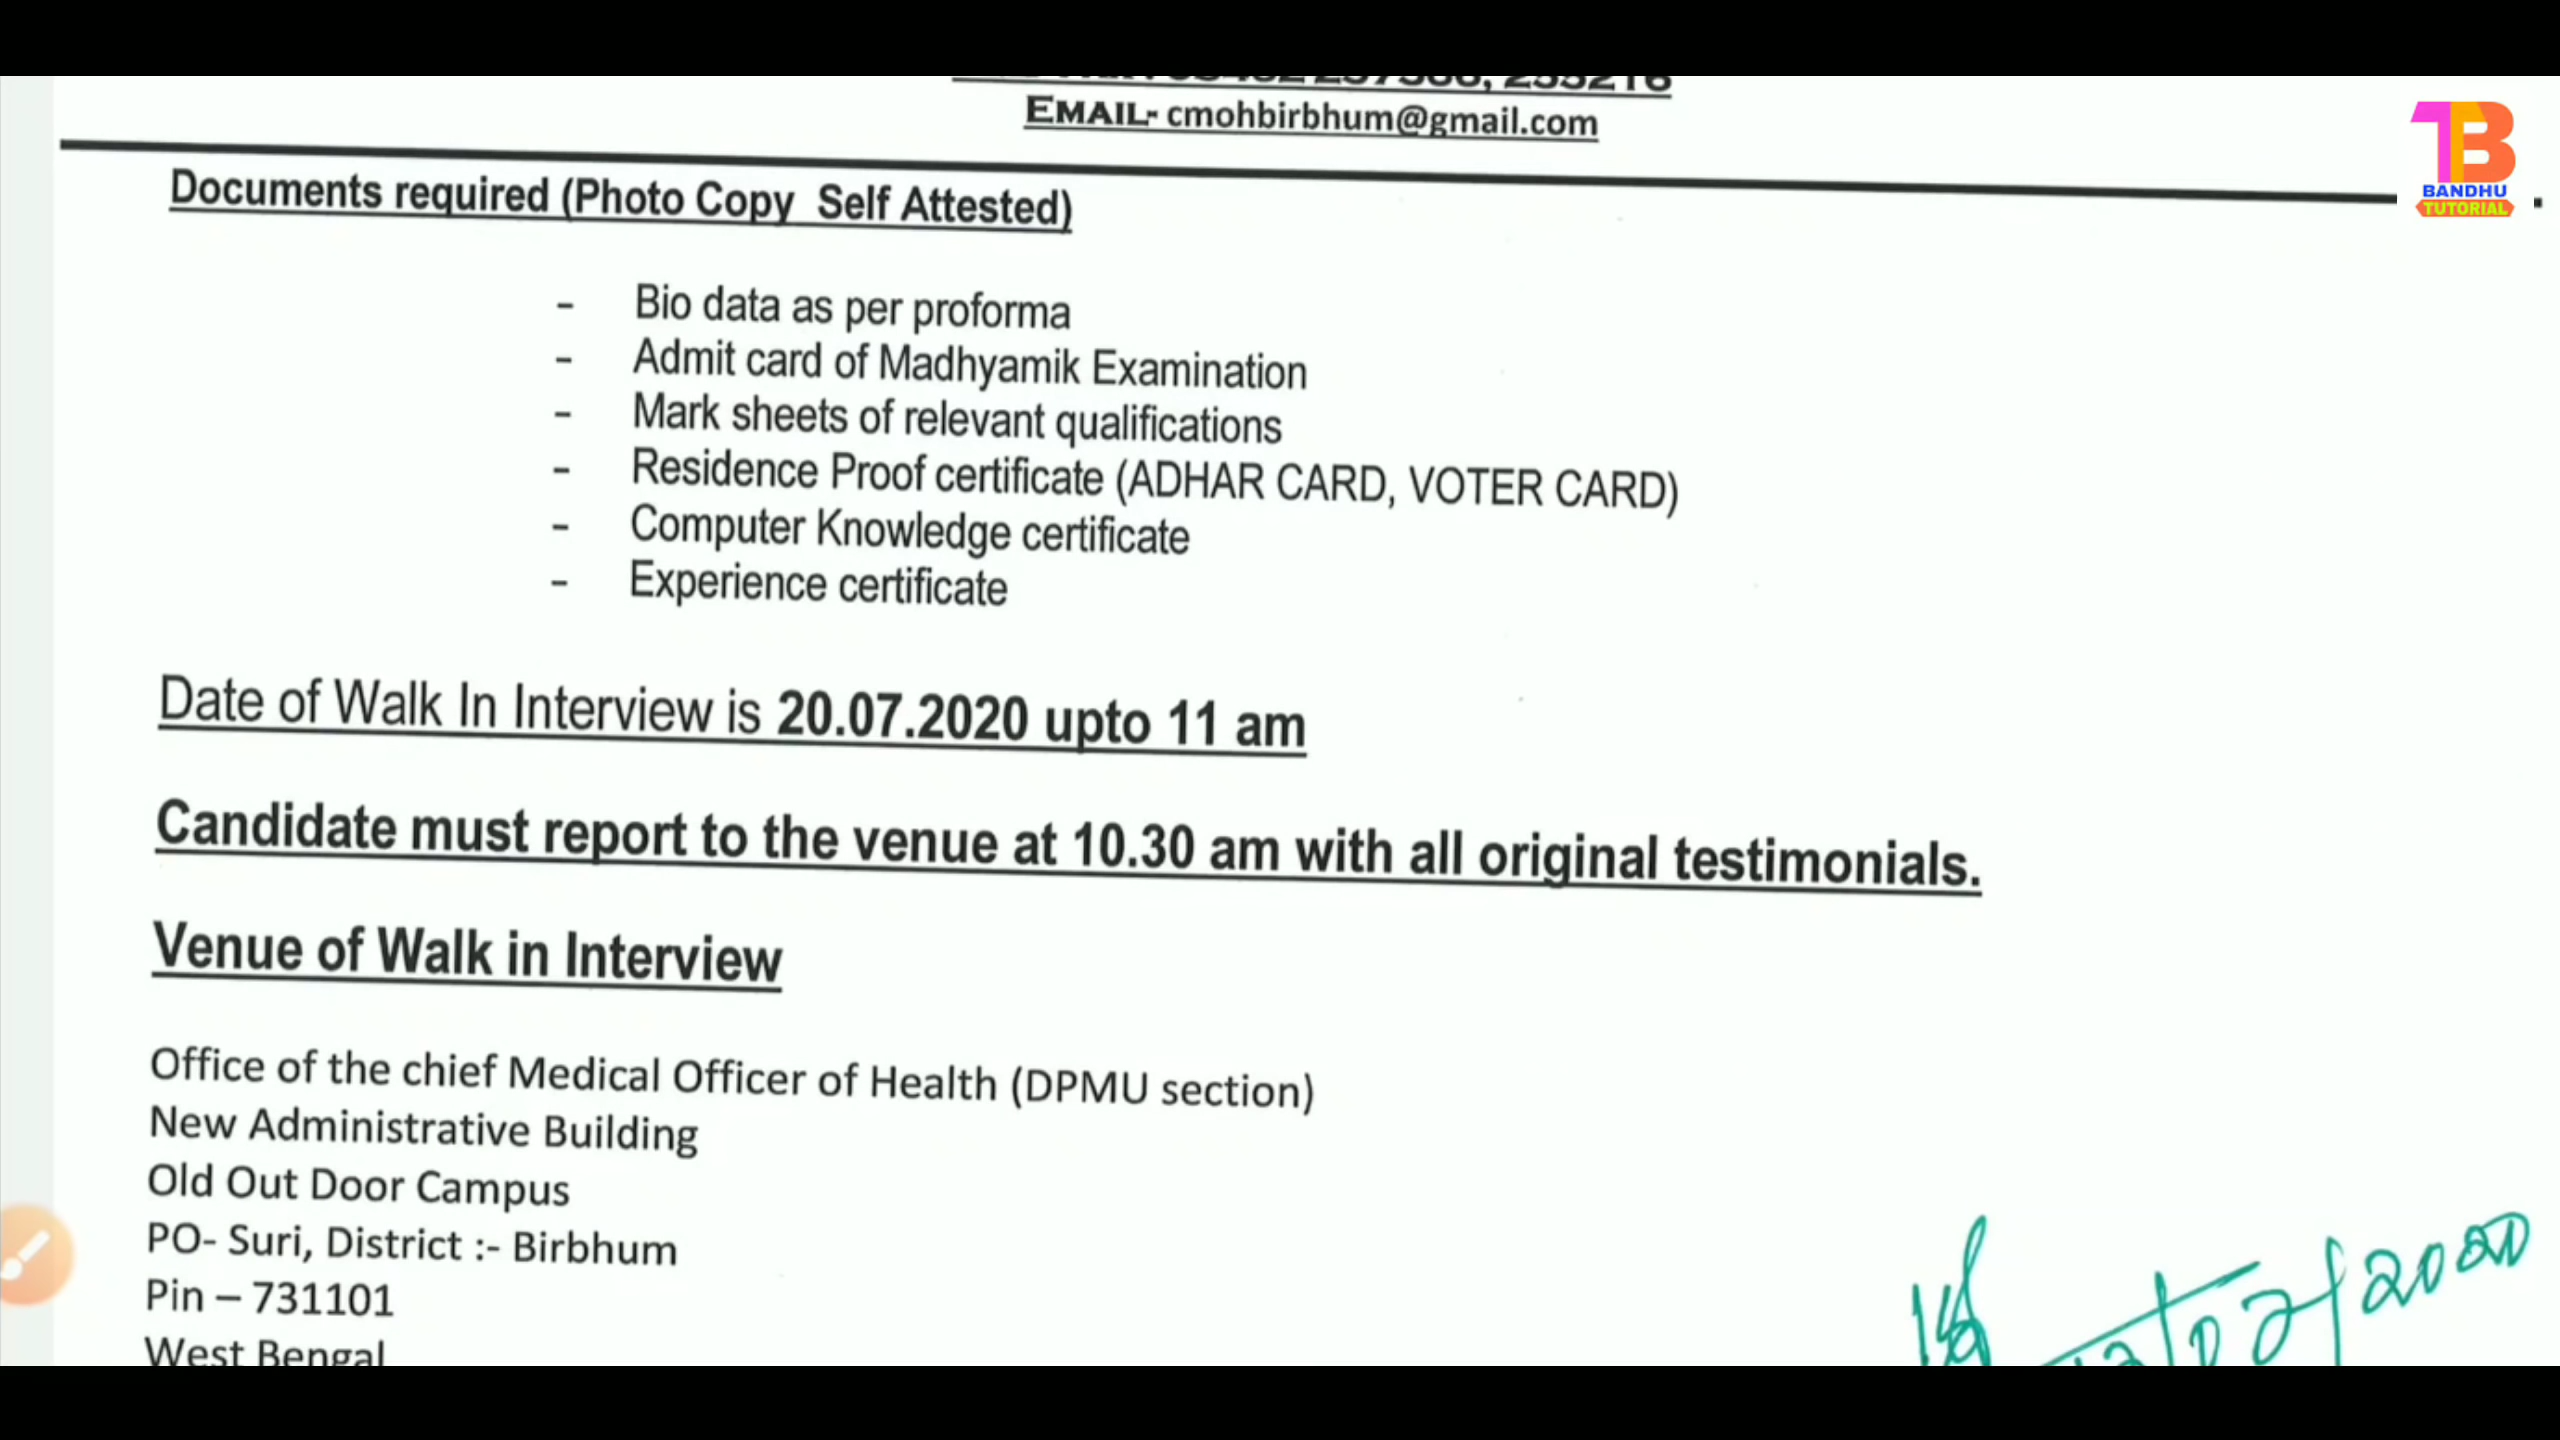 EMAIL- cmohbirbhum@gmail.com
BANDHU
TUTORIAL
Documents required (Photo Copy Self Attested)
- Bio data as per proforma
- Admit card of Madhyamik Examination
- Mark sheets of relevant qualifications
- Residence Proof certificate (ADHAR CARD, VOTER CARD)
- Computer Knowledge certificate
- Experience certificate
Date of Walk In Interview is 20.07.2020 upto 11 am
Candidate must report to the venue at 10.30 am with all original testimonials.
Venue of Walk in Interview
Office of the chief Medical Officer of Health (DPMU section)
New Administrative Building
Old Out Door Campus
PO- Suri, District :- Birbhum
Pin – 731101
West Bengal